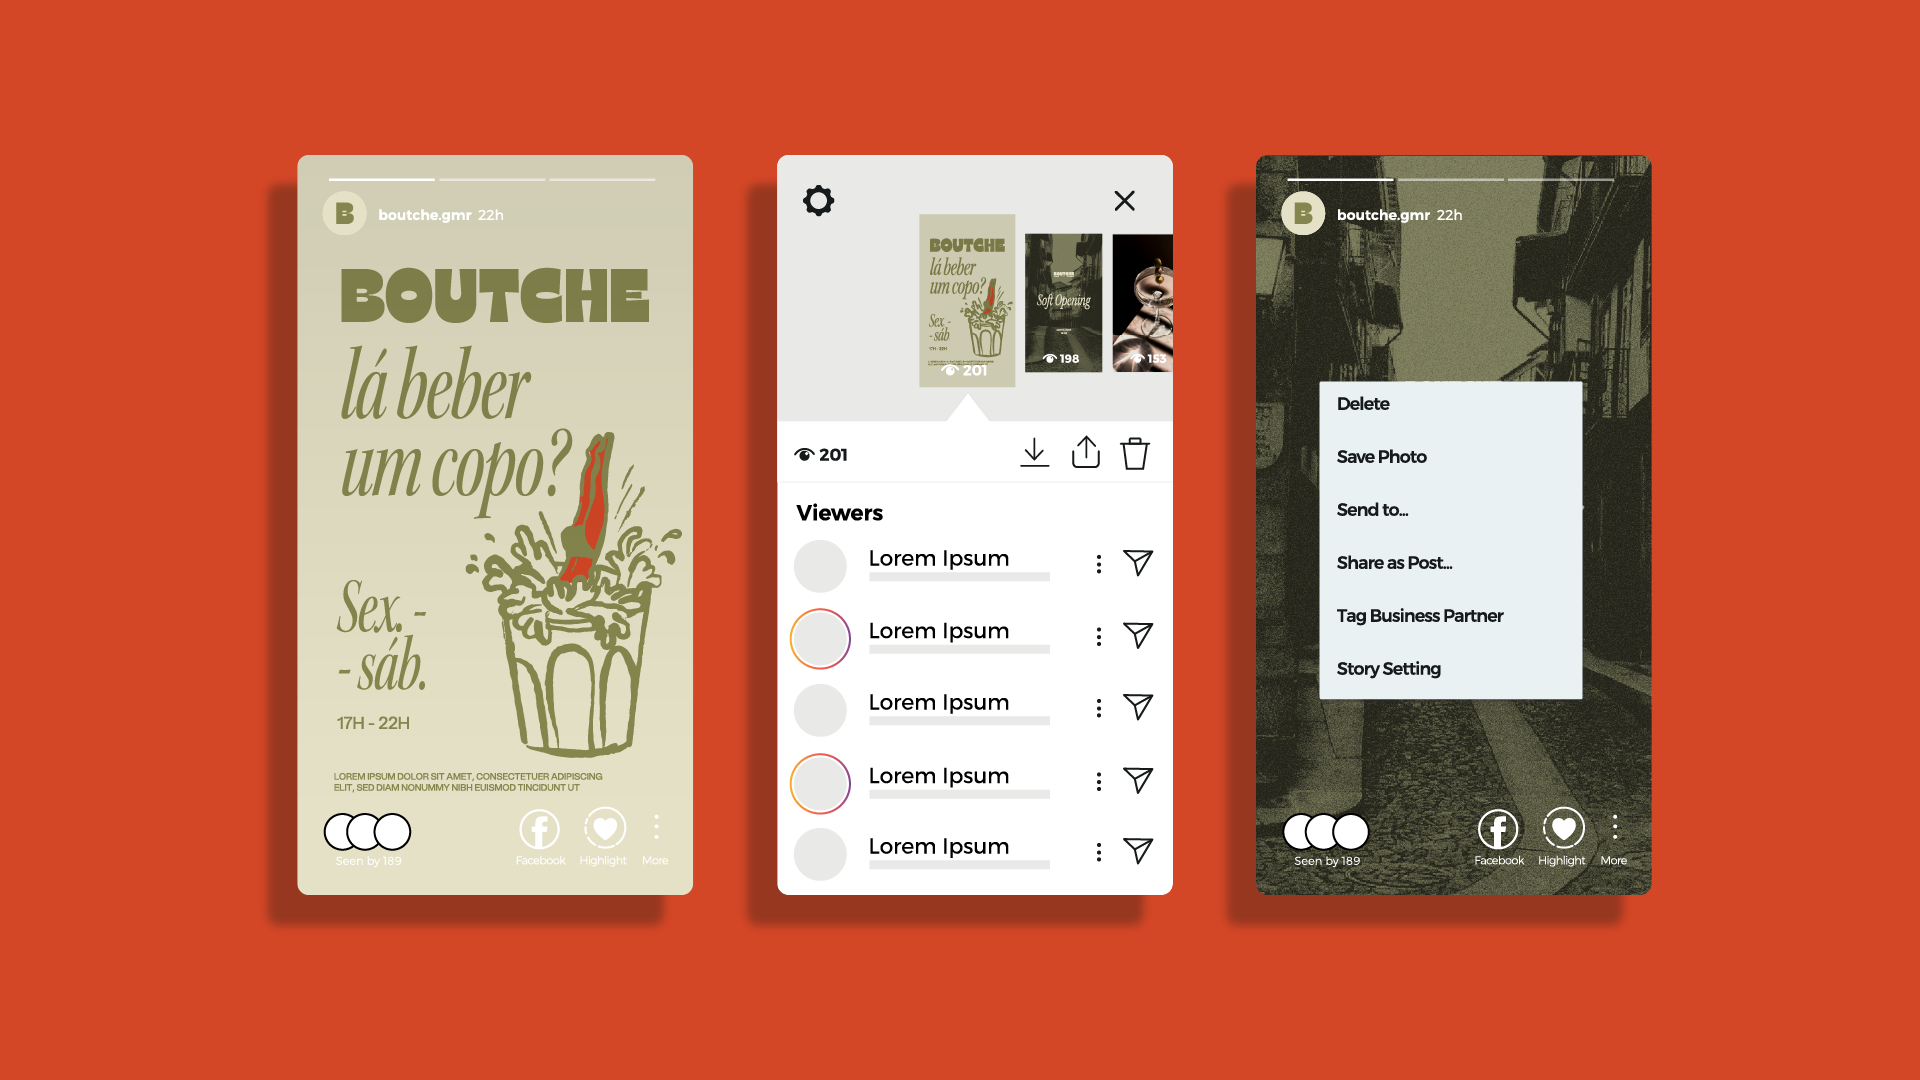 B
boutche.gmr 22h
BOUTCHE
lá beber
um copo?
Sex. -
- sáb.
17H - 22H
LOREM IPSUM DOLOR SIT AMET, CONSECTETUER ADIPISCING
ELIT, SED DIAM NONUMMY NIBH EUISMOD TINCIDUNT UT
Seen by 189
Facebook
Highlight
More
BOUTCHE
lá beber
um copo?
Sex. -
- sáb.
17H - 22H
201
BOUTCHE
Soft Opening
198
153
201
Viewers
Lorem Ipsum
Lorem Ipsum
Lorem Ipsum
Lorem Ipsum
Lorem Ipsum
B
boutche.gmr 22h
Delete
Save Photo
Send to...
Share as Post...
Tag Business Partner
Story Setting
Seen by 189
Facebook
Highlight
More